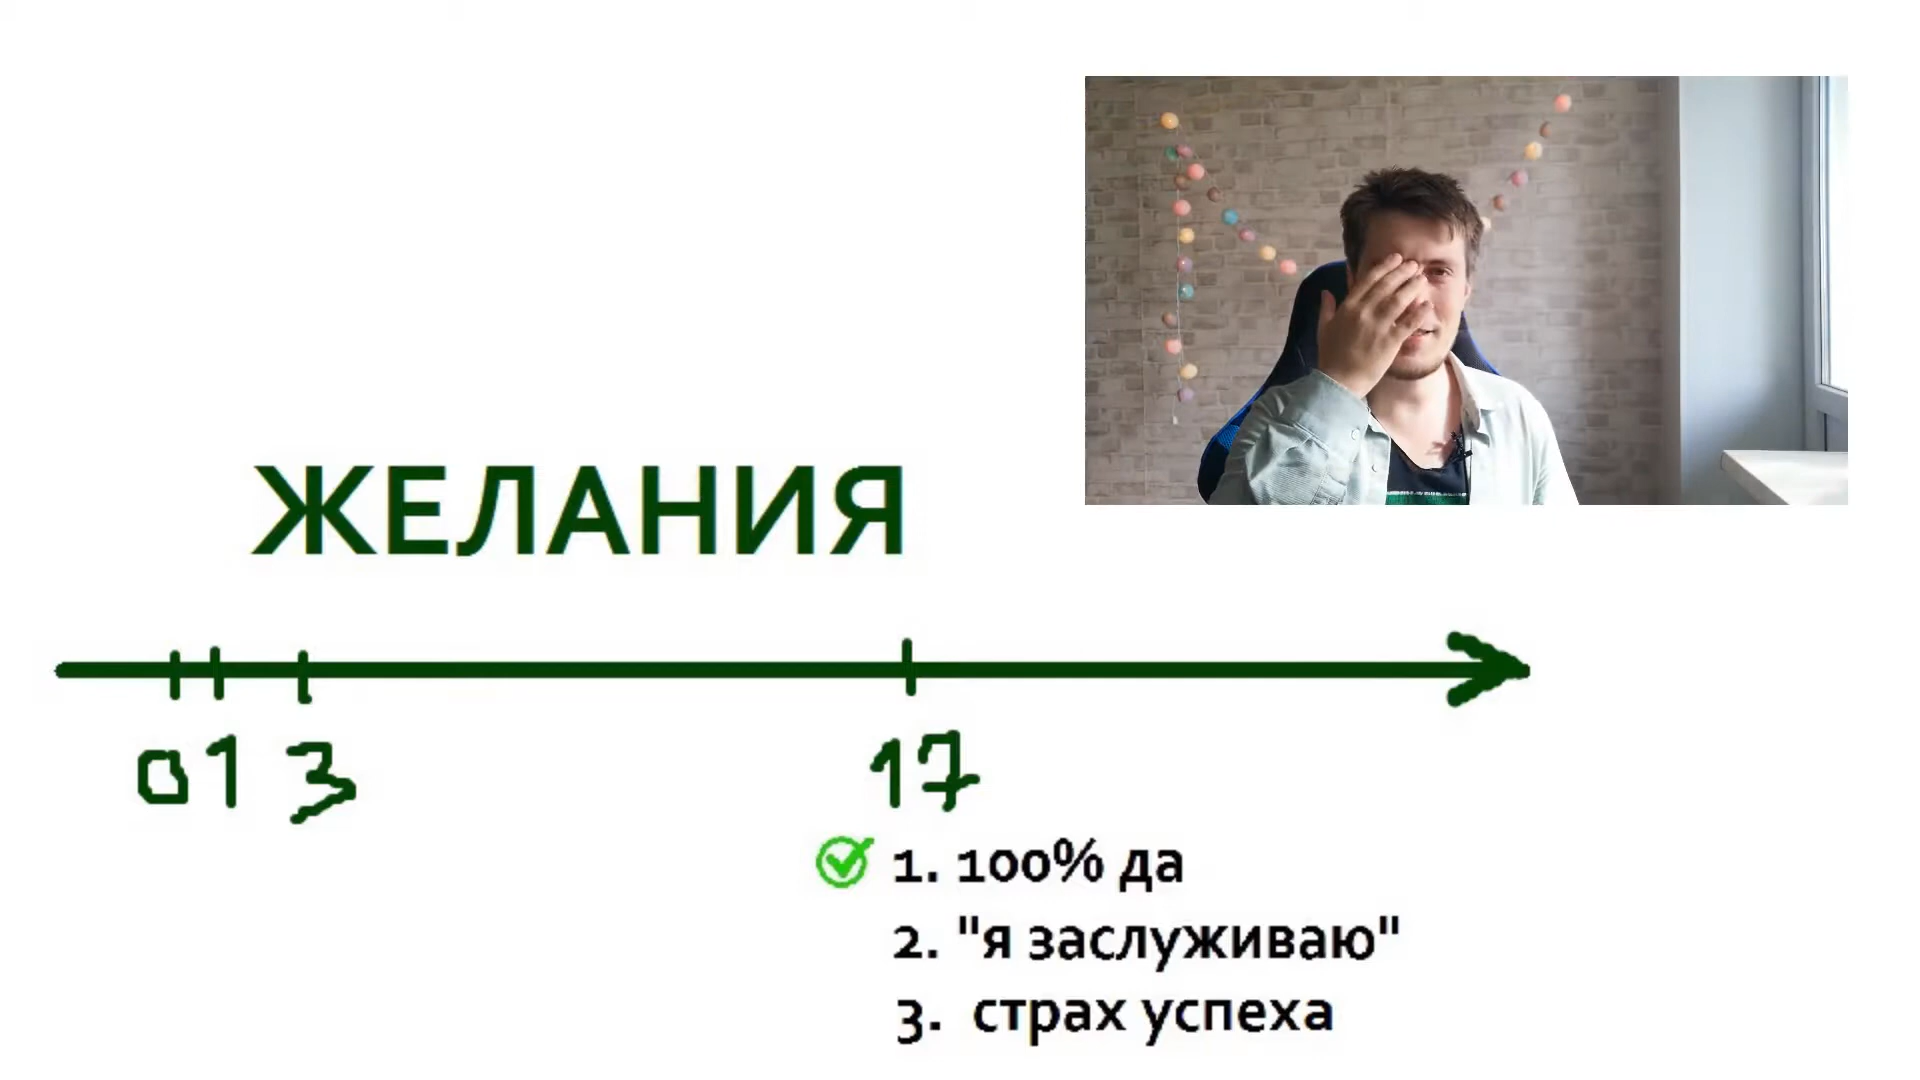 ЖЕЛАНИЯ
0 1 3 17
1. 100% да
2. "я заслуживаю"
3. страх успеха